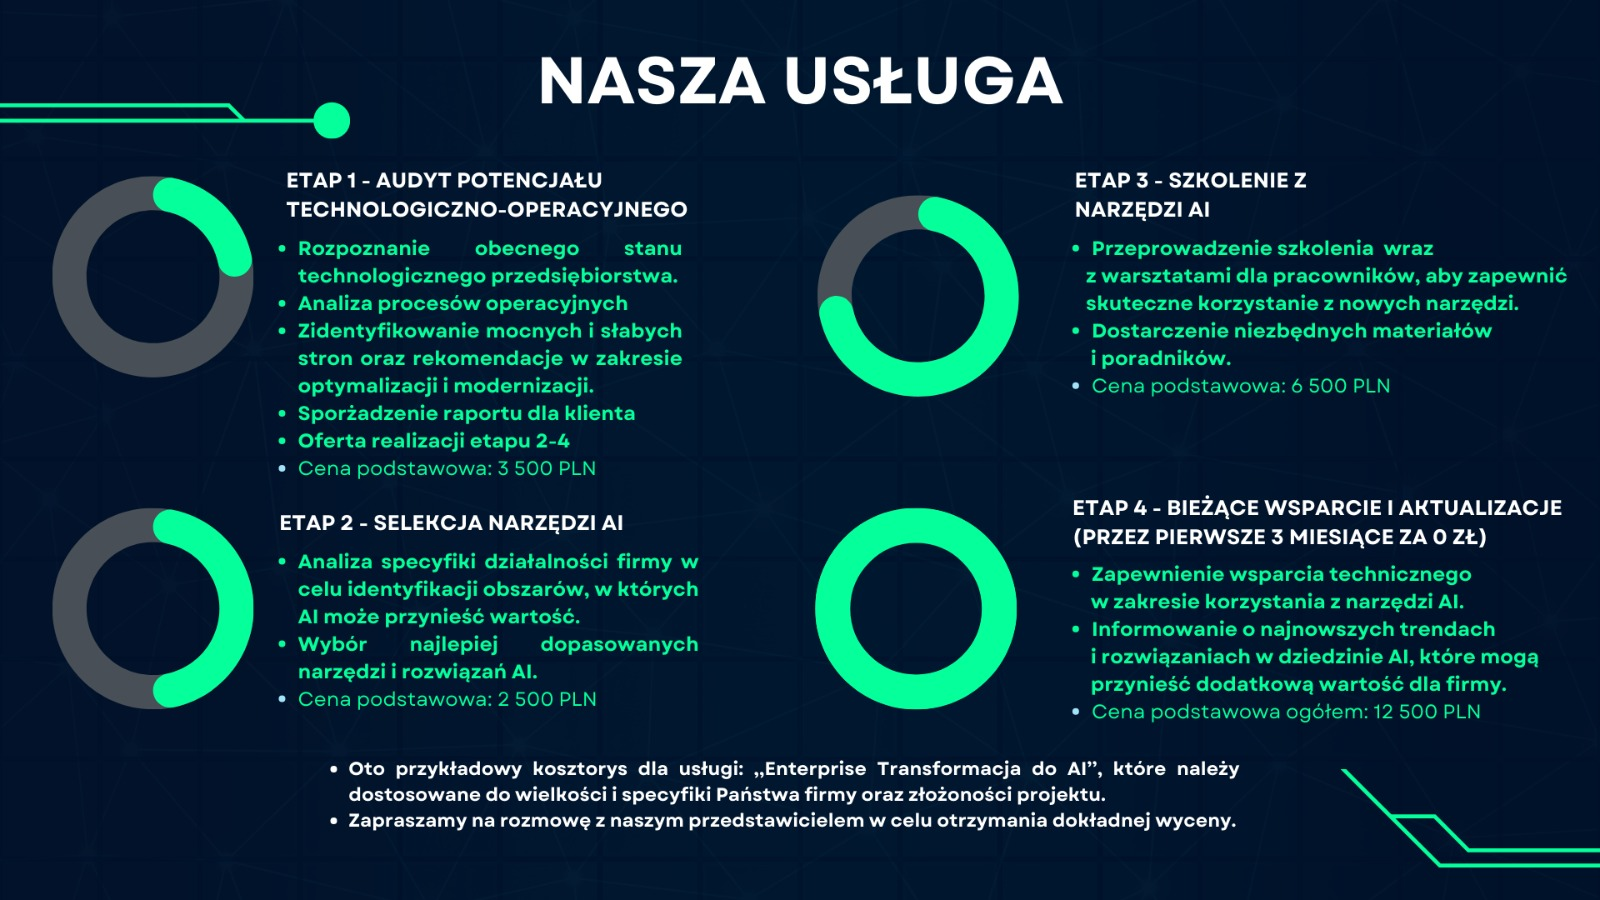 NASZA USŁUGA
ETAP 1 - AUDYT POTENCJAŁU
TECHNOLOGICZNO-OPERACYJNEGO
• Rozpoznanie obecnego stanu
technologicznego przedsiębiorstwa.
• Analiza procesów operacyjnych
• Zidentyfikowanie mocnych i słabych
stron oraz rekomendacje w zakresie
optymalizacji i modernizacji.
• Sporżadzenie raportu dla klienta
• Oferta realizacji etapu 2-4
• Cena podstawowa: 3 500 PLN
ETAP 2 - SELEKCJA NARZĘDZI AI
• Analiza specyfiki działalności firmy w
celu identyfikacji obszarów, w których
AI może przynieść wartość.
• Wybór najlepiej dopasowanych
narzędzi i rozwiązań AI.
• Cena podstawowa: 2 500 PLN
ETAP 3 - SZKOLENIE Z
NARZĘDZI AI
• Przeprowadzenie szkolenia wraz
z warsztatami dla pracowników, aby zapewnić
skuteczne korzystanie z nowych narzędzi.
• Dostarczenie niezbędnych materiałów
i poradników.
• Cena podstawowa: 6 500 PLN
ETAP 4 - BIEŻĄCE WSPARCIE I AKTUALIZACJE
(PRZEZ PIERWSZE 3 MIESIĄCE ZA 0 ZŁ)
• Zapewnienie wsparcia technicznego
w zakresie korzystania z narzędzi AI.
• Informowanie o najnowszych trendach
i rozwiązaniach w dziedzinie AI, które mogą
przynieść dodatkową wartość dla firmy.
• Cena podstawowa ogółem: 12 500 PLN
• Oto przykładowy kosztorys dla usługi: „Enterprise Transformacja do AI”, które należy
dostosowane do wielkości i specyfiki Państwa firmy oraz złożoności projektu.
• Zapraszamy na rozmowę z naszym przedstawicielem w celu otrzymania dokładnej wyceny.